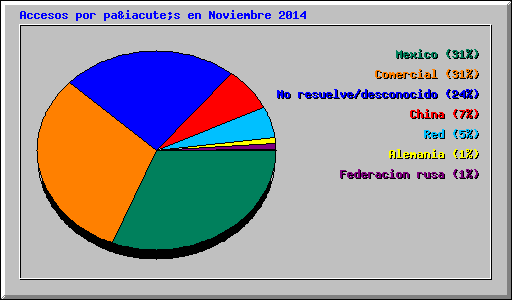 Accesos por pa&iacute;s en Noviembre 2014
Mexico (31%)
Comercial (31%)
No resuelve/desconocido (24%)
China (7%)
Red (5%)
Alemania (1%)
Federacion rusa (1%)